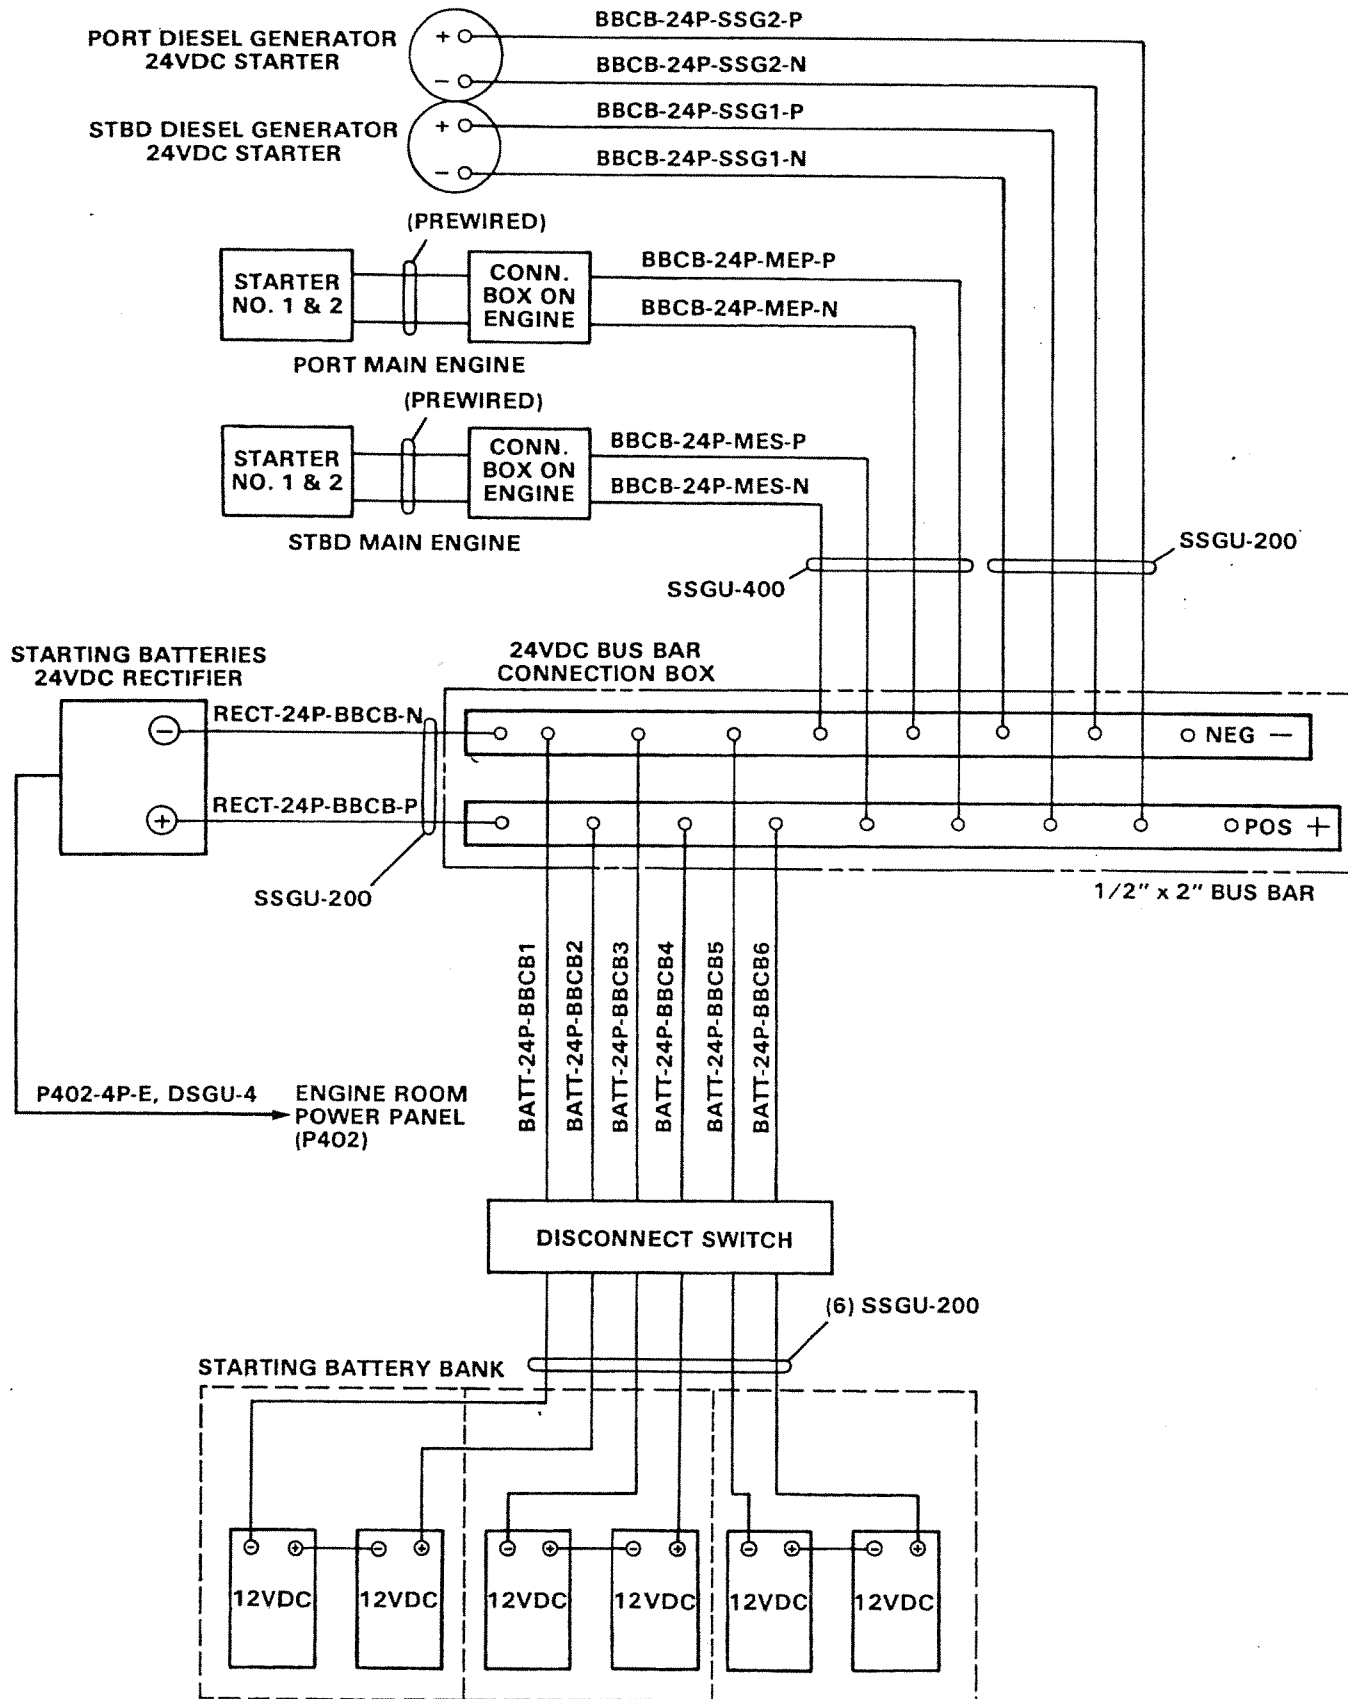 PORT DIESEL GENERATOR
24VDC STARTER
+
−
BBCB-24P-SSG2-P
BBCB-24P-SSG2-N
STBD DIESEL GENERATOR
24VDC STARTER
+
−
BBCB-24P-SSG1-P
BBCB-24P-SSG1-N
(PREWIRED)
STARTER
NO. 1 & 2
CONN.
BOX ON
ENGINE
BBCB-24P-MEP-P
BBCB-24P-MEP-N
PORT MAIN ENGINE
(PREWIRED)
STARTER
NO. 1 & 2
CONN.
BOX ON
ENGINE
BBCB-24P-MES-P
BBCB-24P-MES-N
STBD MAIN ENGINE
SSGU-400
SSGU-200
STARTING BATTERIES
24VDC RECTIFIER
24VDC BUS BAR
CONNECTION BOX
−
RECT-24P-BBCB-N
NEG −
+
RECT-24P-BBCB-P
POS +
SSGU-200
1/2" x 2" BUS BAR
BATT-24P-BBCB1
BATT-24P-BBCB2
BATT-24P-BBCB3
BATT-24P-BBCB4
BATT-24P-BBCB5
BATT-24P-BBCB6
P402-4P-E, DSGU-4
ENGINE ROOM
POWER PANEL
(P402)
DISCONNECT SWITCH
(6) SSGU-200
STARTING BATTERY BANK
− + − + − + − + − + − +
12VDC 12VDC 12VDC 12VDC 12VDC 12VDC